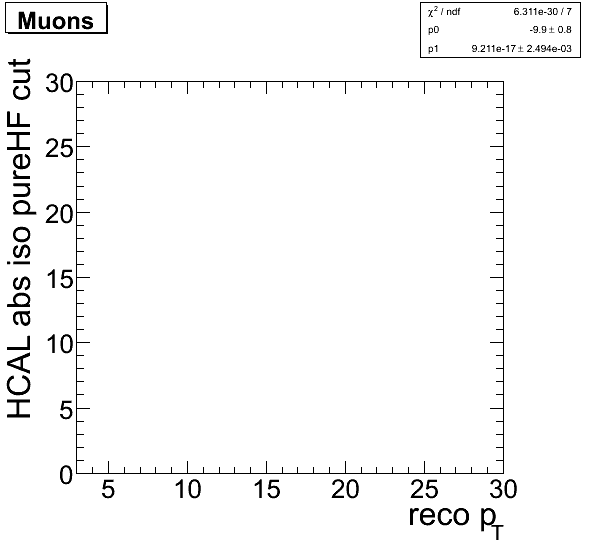 Muons
χ² / ndf 6.311e-30 / 7
p0 -9.9 ± 0.8
p1 9.211e-17 ± 2.494e-03
HCAL abs iso pureHF cut
30
25
20
15
10
5
0
5 10 15 20 25 30
reco p_T